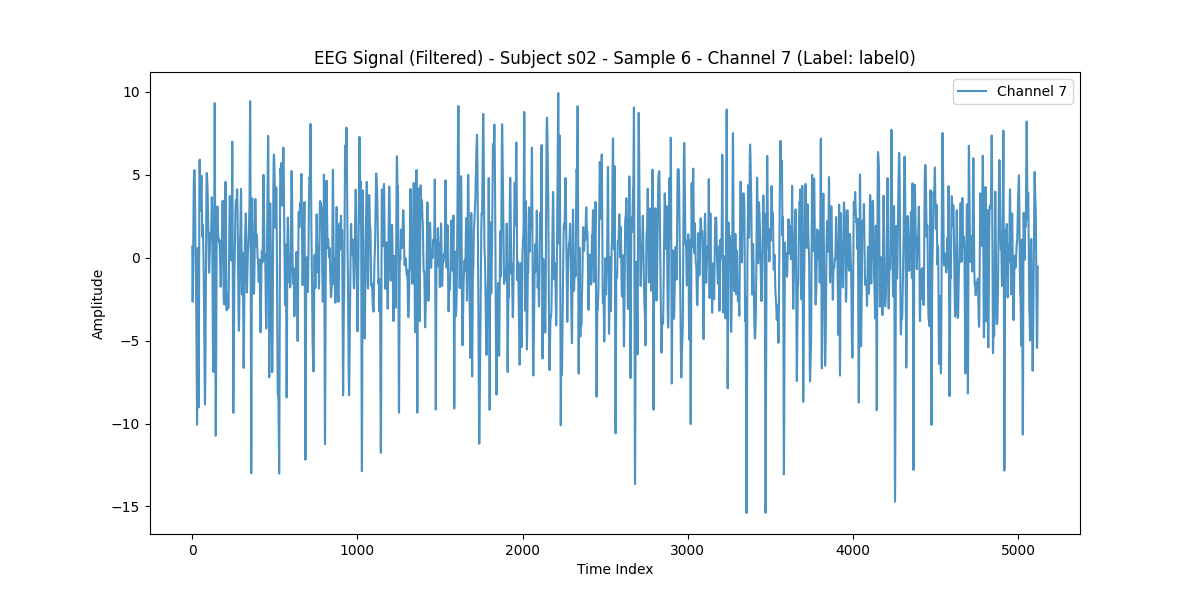 EEG Signal (Filtered) - Subject s02 - Sample 6 - Channel 7 (Label: label0)
Channel 7
10
5
0
−5
−10
−15
Amplitude
0 1000 2000 3000 4000 5000
Time Index